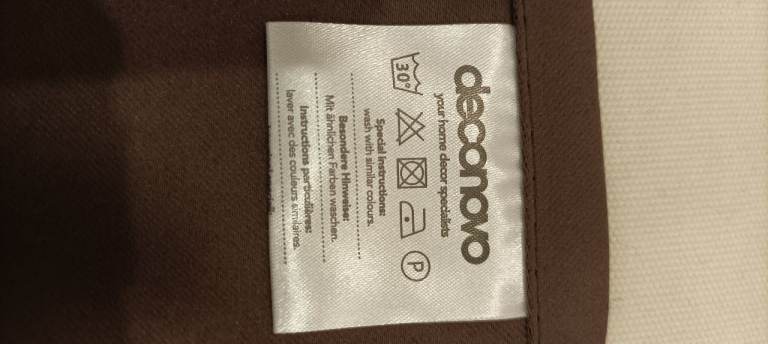 deconovo
your home decor specialists
30°
P
Special instructions:
wash with similar colours.
Besondere Hinweise:
Mit ähnlichen Farben waschen.
Instructions particulières:
laver avec des couleurs similaires.